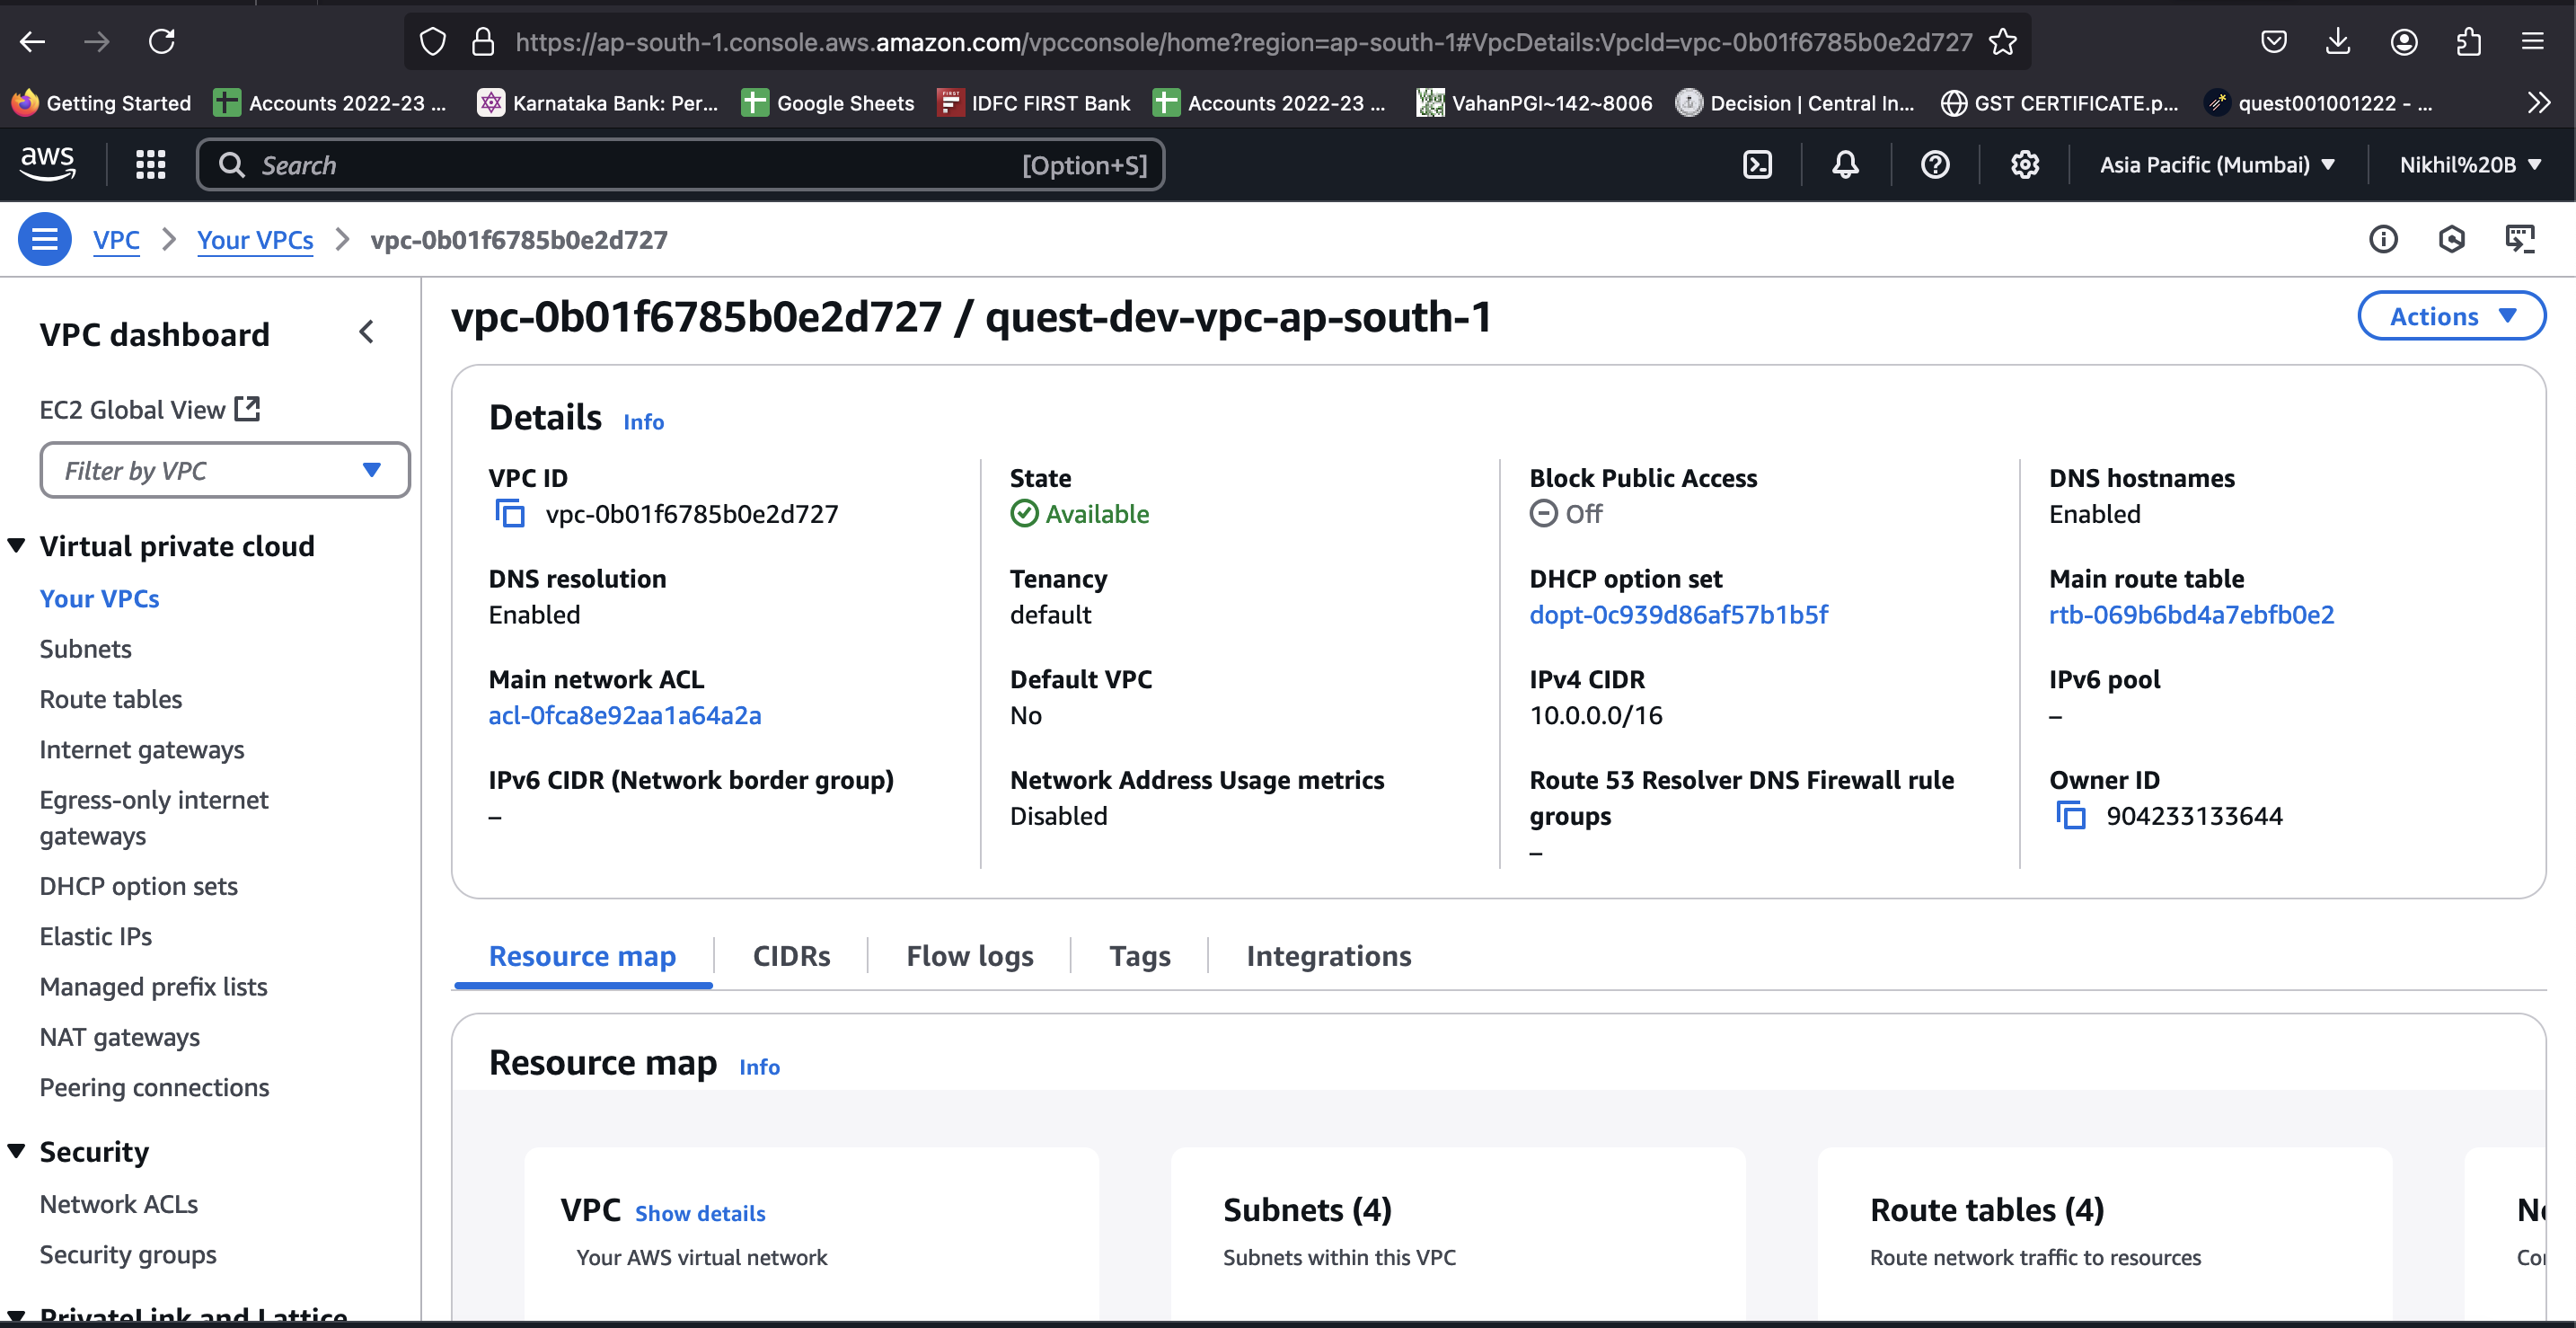 https://ap-south-1.console.aws.amazon.com/vpcconsole/home?region=ap-south-1#VpcDetails:VpcId=vpc-0b01f6785b0e2d727
Getting Started
Accounts 2022-23 ...
Karnataka Bank: Per...
Google Sheets
IDFC FIRST Bank
Accounts 2022-23 ...
VahanPGI~142~8006
Decision | Central In...
GST CERTIFICATE.p...
quest001001222 - ...
aws
Search
[Option+S]
Asia Pacific (Mumbai)
Nikhil%20B
VPC
Your VPCs
vpc-0b01f6785b0e2d727
VPC dashboard
EC2 Global View
Filter by VPC
Virtual private cloud
Your VPCs
Subnets
Route tables
Internet gateways
Egress-only internet
gateways
DHCP option sets
Elastic IPs
Managed prefix lists
NAT gateways
Peering connections
Security
Network ACLs
Security groups
PrivateLink and Lattice
vpc-0b01f6785b0e2d727 / quest-dev-vpc-ap-south-1
Actions
Details Info
VPC ID
vpc-0b01f6785b0e2d727
State
Available
Block Public Access
Off
DNS hostnames
Enabled
DNS resolution
Enabled
Tenancy
default
DHCP option set
dopt-0c939d86af57b1b5f
Main route table
rtb-069b6bd4a7ebfb0e2
Main network ACL
acl-0fca8e92aa1a64a2a
Default VPC
No
IPv4 CIDR
10.0.0.0/16
IPv6 pool
–
IPv6 CIDR (Network border group)
–
Network Address Usage metrics
Disabled
Route 53 Resolver DNS Firewall rule
groups
–
Owner ID
904233133644
Resource map
CIDRs
Flow logs
Tags
Integrations
Resource map Info
VPC Show details
Your AWS virtual network
Subnets (4)
Subnets within this VPC
Route tables (4)
Route network traffic to resources